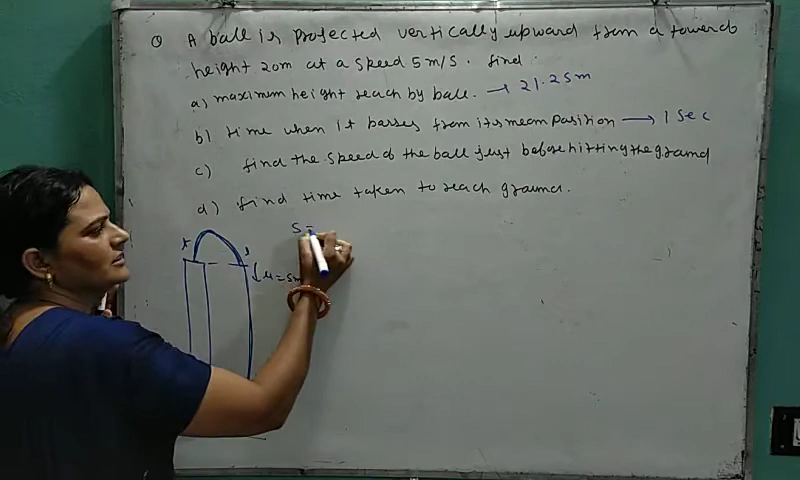 Q A ball is projected vertically upward from a towerob
height 20m at a speed 5m/s. find
a) maximum height reach by ball. → 21.25m
b) time when it passes from its mean position → 1 sec
c) find the speed of the ball just before hitting the ground
d) find time taken to reach ground.
S=
u=5m